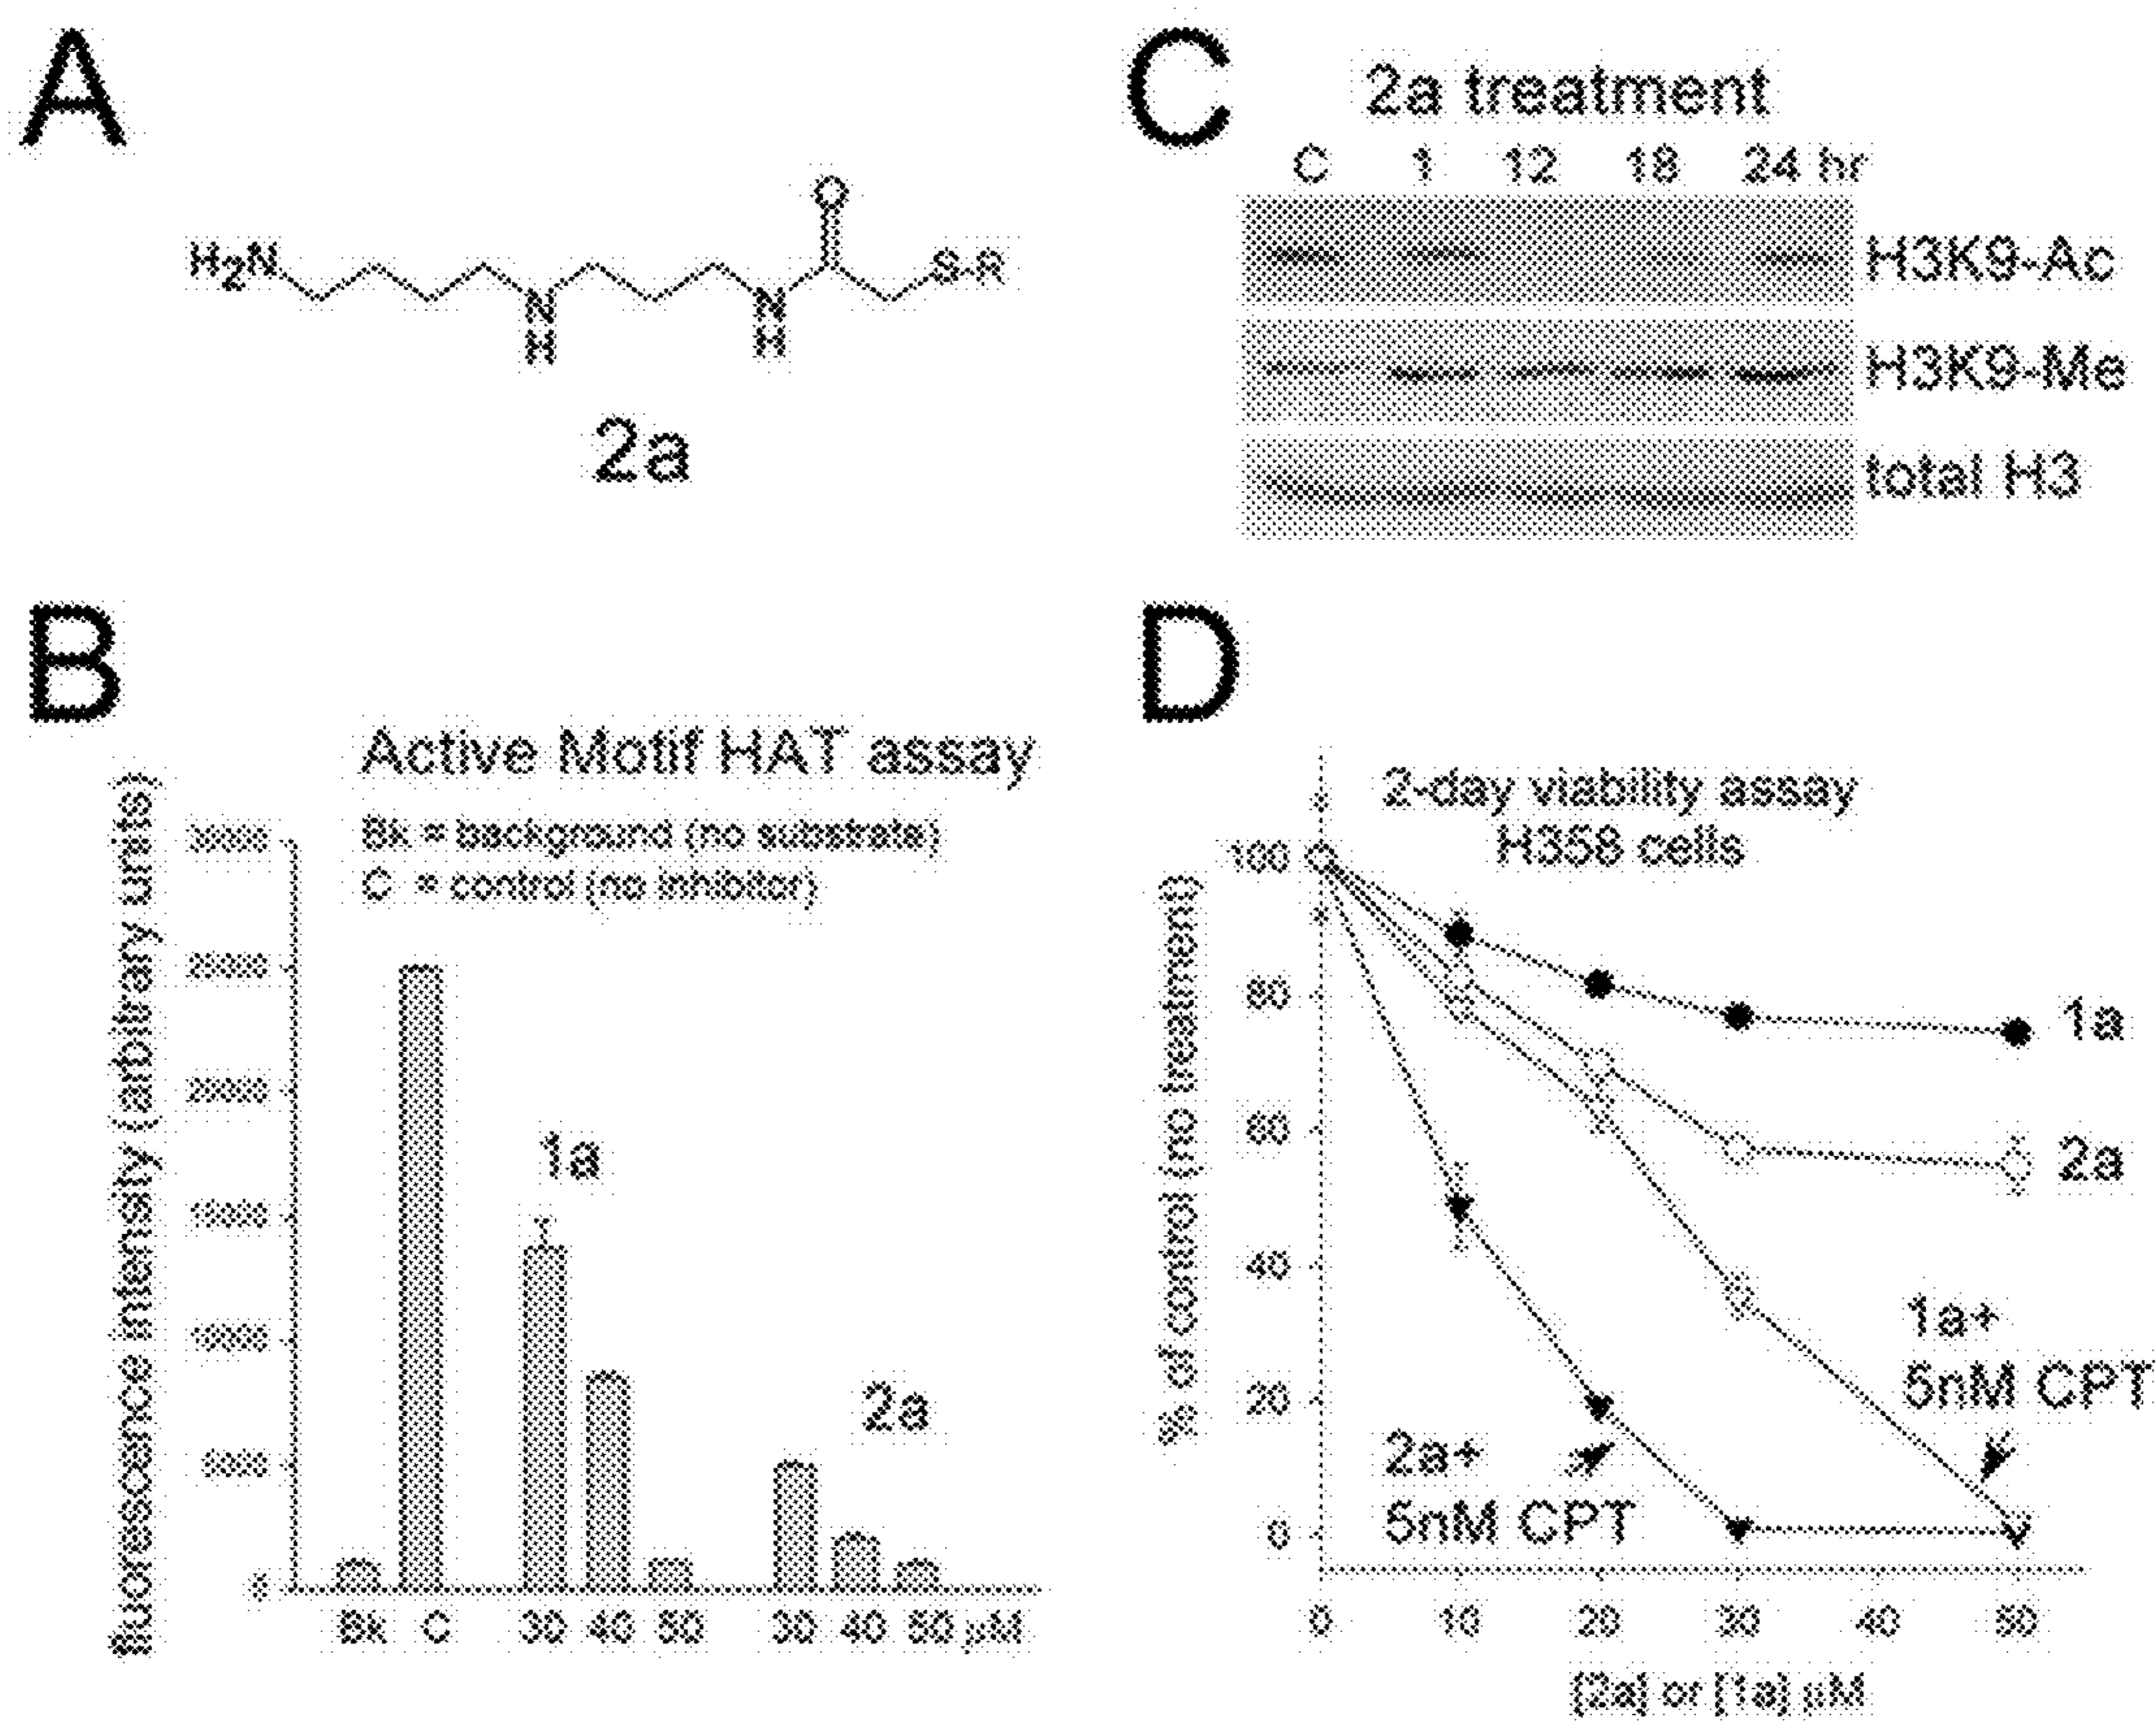 A
O
H2N
S-R
N
H
N
H
2a
C
2a treatment
C 1 12 18 24 hr
H3K9-Ac
H3K9-Me
total H3
B
Active Motif HAT assay
Bk = background (no substrate)
C = control (no inhibitor)
fluorescence intensity (arbitrary units)
1a
2a
Bk C 30 40 50 30 40 50 µM
D
2-day viability assay
H358 cells
% of control (no treatment)
100
80
60
40
20
0
1a
2a
1a+
5nM CPT
2a+
5nM CPT
0 10 20 30 40 50
[2a] or [1a] µM